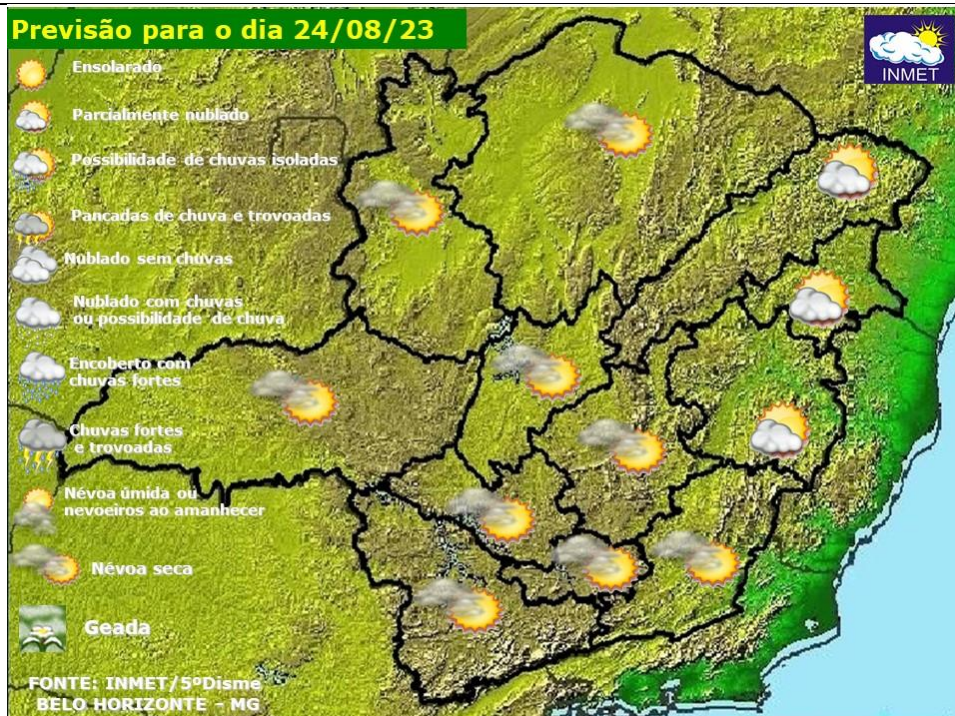 Previsão para o dia 24/08/23
INMET
Ensolarado
Parcialmente nublado
Possibilidade de chuvas isoladas
Pancadas de chuva e trovoadas
Nublado sem chuvas
Nublado com chuvas
ou possibilidade de chuva
Encoberto com
chuvas fortes
Chuvas fortes
e trovoadas
Névoa úmida ou
nevoeiros ao amanhecer
Névoa seca
Geada
FONTE: INMET/5ºDisme
BELO HORIZONTE - MG